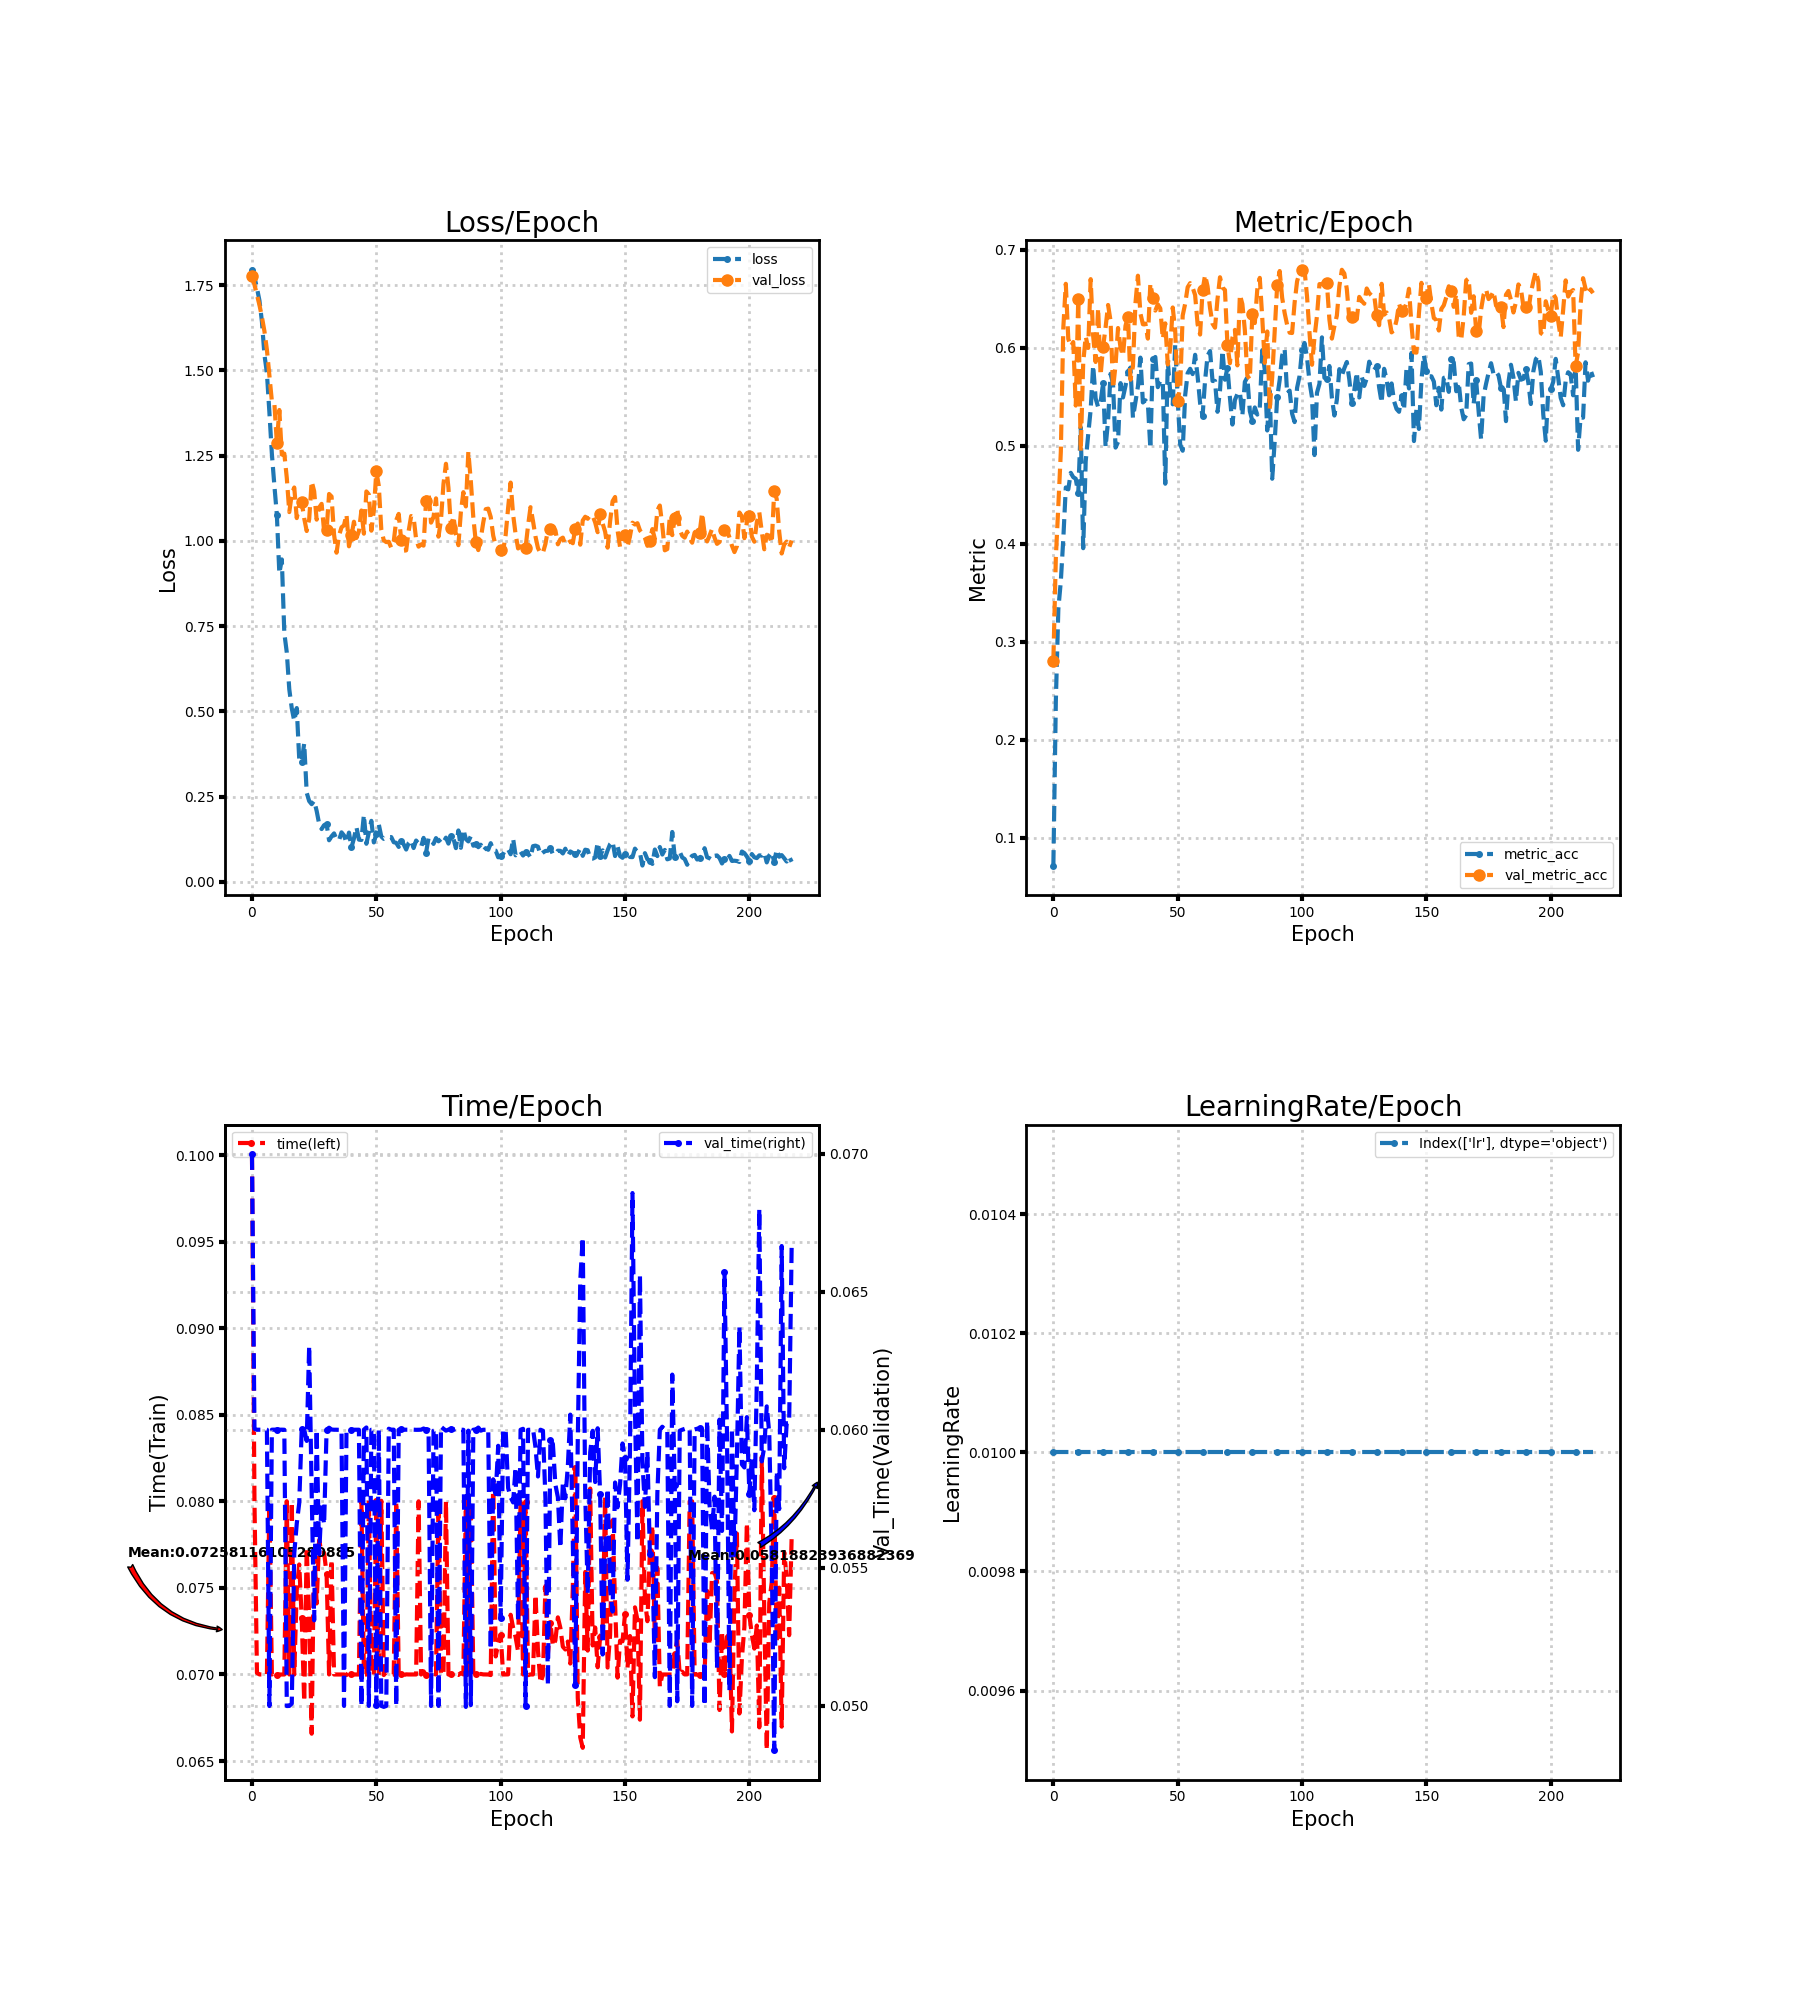 Loss/Epoch
loss
val_loss
1.75
1.50
1.25
1.00
0.75
0.50
0.25
0.00
Loss
0 50 100 150 200
Epoch
Metric/Epoch
0.7
0.6
0.5
0.4
0.3
0.2
0.1
Metric
metric_acc
val_metric_acc
0 50 100 150 200
Epoch
Time/Epoch
time(left)
val_time(right)
0.100
0.095
0.090
0.085
0.080
0.075
0.070
0.065
Time(Train)
0.070
0.065
0.060
0.055
0.050
Val_Time(Validation)
0 50 100 150 200
Epoch
LearningRate/Epoch
Index(['lr'], dtype='object')
0.0104
0.0102
0.0100
0.0098
0.0096
LearningRate
0 50 100 150 200
Epoch